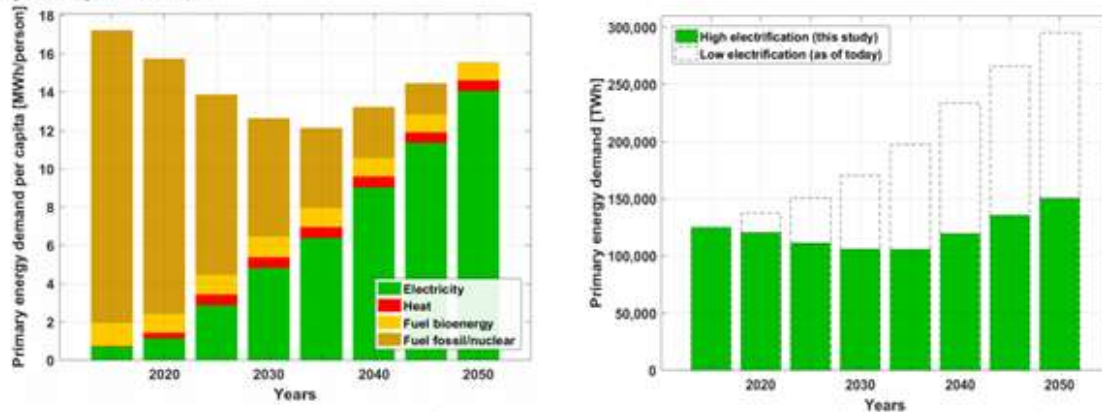 Primary energy demand per capita [MWh/person]
18
16
14
12
10
8
6
4
2
0
Electricity
Heat
Fuel bioenergy
Fuel fossil/nuclear
2020
2030
2040
2050
Years
Primary energy demand [TWh]
300,000
250,000
200,000
150,000
100,000
50,000
0
High electrification (this study)
Low electrification (as of today)
2020
2030
2040
2050
Years